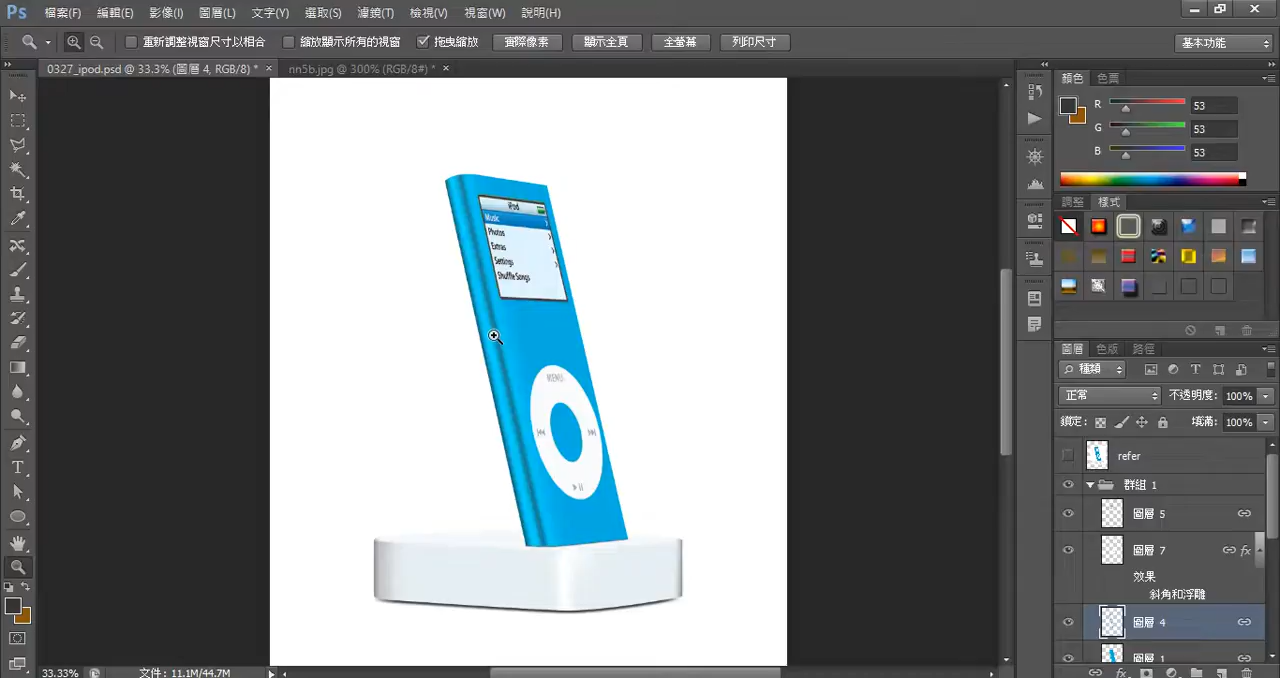 Ps 檔案(F) 編輯(E) 影像(I) 圖層(L) 文字(Y) 選取(S) 濾鏡(T) 檢視(V) 視窗(W) 說明(H)
重新調整視窗尺寸以相合 縮放顯示所有的視窗 拖曳縮放 實際像素 顯示全頁 全螢幕 列印尺寸 基本功能
0327_ipod.psd @ 33.3% (圖層 4, RGB/8) * × nn5b.jpg @ 300% (RGB/8#) * ×
顏色 色票
R 53
G 53
B 53
調整 樣式
iPod
Music
Photos
Extras
Settings
Shuffle Songs
MENU
圖層 色版 路徑
種類 T
正常 不透明度: 100%
鎖定: 填滿: 100%
refer
群組 1
圖層 5
圖層 7 fx
效果
斜角和浮雕
圖層 4
圖層 1
33.33% 文件: 11.1M/44.7M